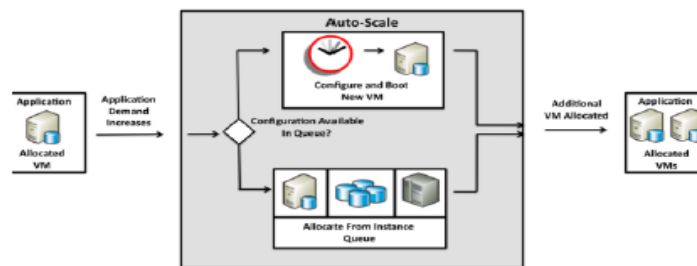 Auto-Scale
Application
Allocated
VM
Application
Demand
Increases
Configure and Boot
New VM
Configuration Available
In Queue?
Allocate From Instance
Queue
Additional
VM Allocated
Application
Allocated
VMs